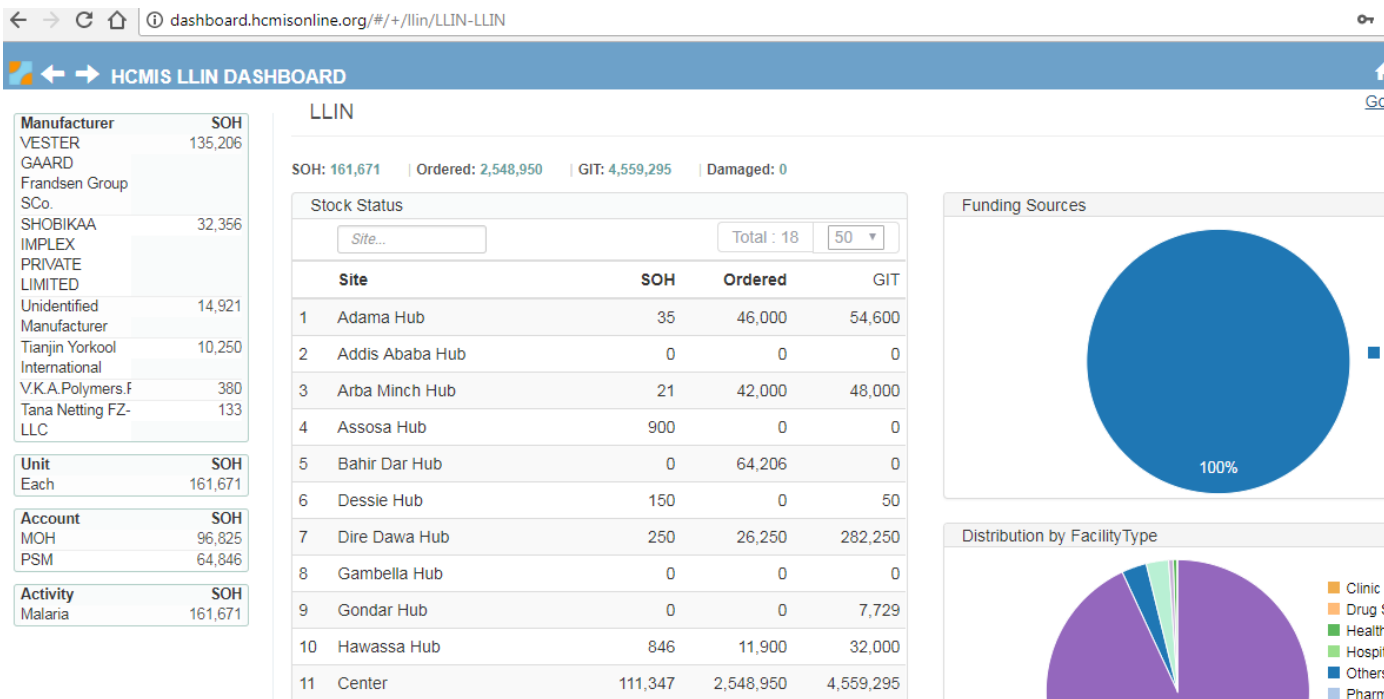 dashboard.hcmisonline.org/#/+/llin/LLIN-LLIN
HCMIS LLIN DASHBOARD
Manufacturer SOH
VESTER 135,206
GAARD
Frandsen Group
SCo.
SHOBIKAA 32,356
IMPLEX
PRIVATE
LIMITED
Unidentified 14,921
Manufacturer
Tianjin Yorkool 10,250
International
V.K.A.Polymers.P 380
Tana Netting FZ- 133
LLC
Unit SOH
Each 161,671
Account SOH
MOH 96,825
PSM 64,846
Activity SOH
Malaria 161,671
LLIN
Go
SOH: 161,671 | Ordered: 2,548,950 | GIT: 4,559,295 | Damaged: 0
Stock Status
Site... Total : 18 50
Site SOH Ordered GIT
1 Adama Hub 35 46,000 54,600
2 Addis Ababa Hub 0 0 0
3 Arba Minch Hub 21 42,000 48,000
4 Assosa Hub 900 0 0
5 Bahir Dar Hub 0 64,206 0
6 Dessie Hub 150 0 50
7 Dire Dawa Hub 250 26,250 282,250
8 Gambella Hub 0 0 0
9 Gondar Hub 0 0 7,729
10 Hawassa Hub 846 11,900 32,000
11 Center 111,347 2,548,950 4,559,295
Funding Sources
100%
Distribution by FacilityType
Clinic
Drug S
Health
Hospit
Others
Pharm